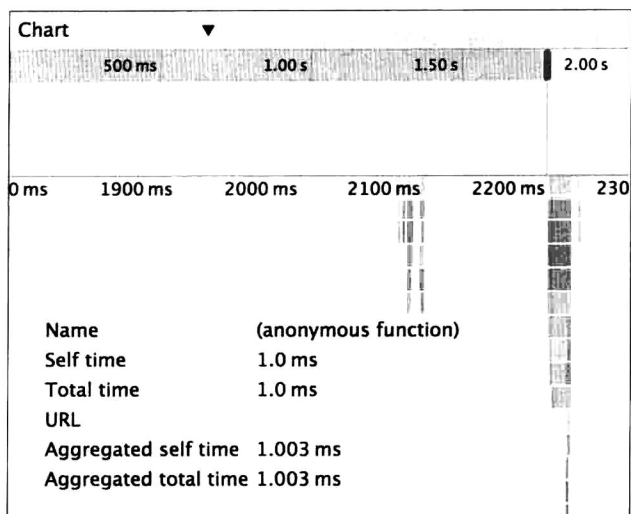 Chart ▼
500 ms 1.00 s 1.50 s 2.00 s
0 ms 1900 ms 2000 ms 2100 ms 2200 ms 230
Name (anonymous function)
Self time 1.0 ms
Total time 1.0 ms
URL
Aggregated self time 1.003 ms
Aggregated total time 1.003 ms